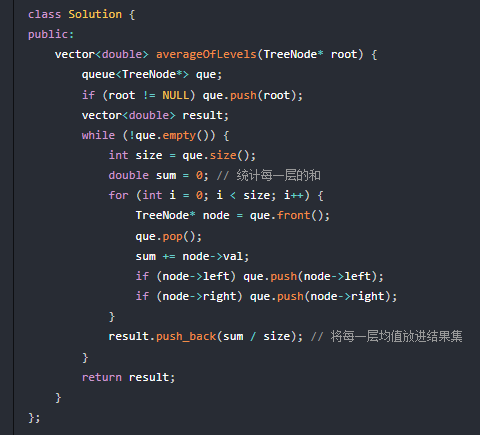 class Solution {
public:
    vector<double> averageOfLevels(TreeNode* root) {
        queue<TreeNode*> que;
        if (root != NULL) que.push(root);
        vector<double> result;
        while (!que.empty()) {
            int size = que.size();
            double sum = 0; // 统计每一层的和
            for (int i = 0; i < size; i++) {
                TreeNode* node = que.front();
                que.pop();
                sum += node->val;
                if (node->left) que.push(node->left);
                if (node->right) que.push(node->right);
            }
            result.push_back(sum / size); // 将每一层均值放进结果集
        }
        return result;
    }
};